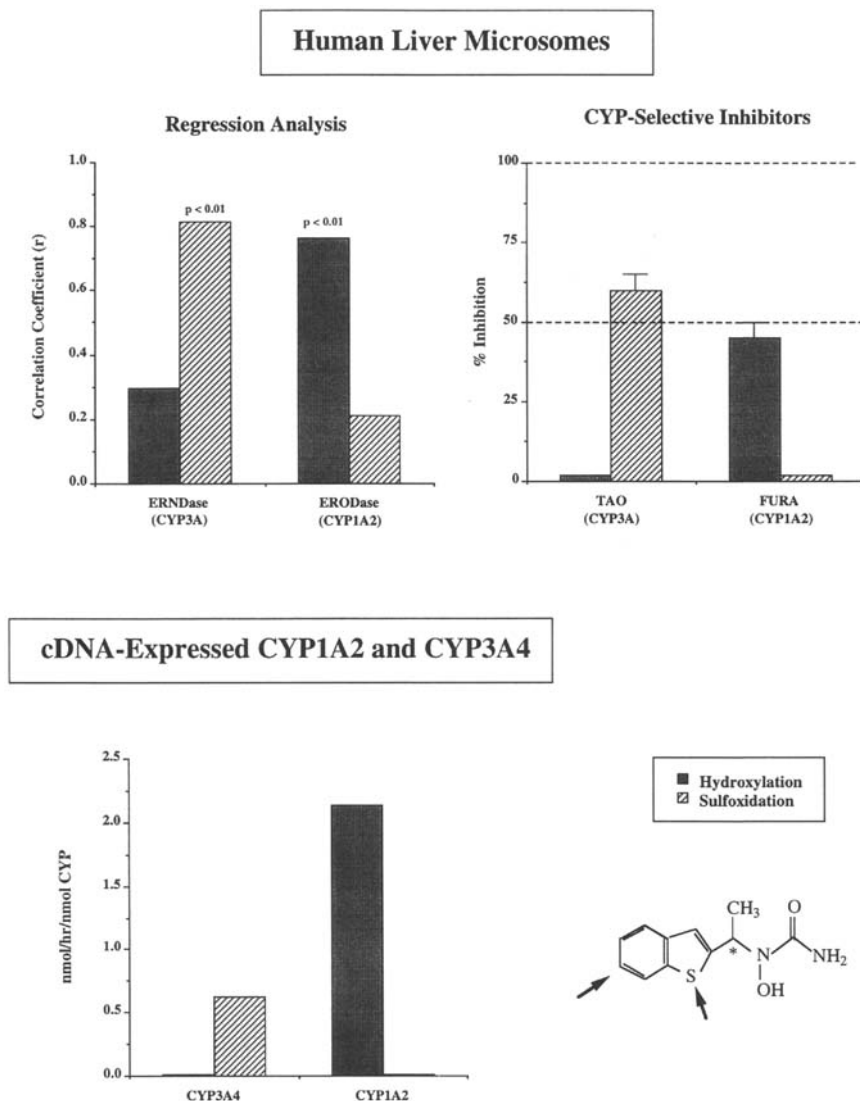 Human Liver Microsomes
Regression Analysis
1.0
0.8
0.6
0.4
0.2
0.0
Correlation Coefficient (r)
p < 0.01
p < 0.01
ERNDase
(CYP3A)
ERODase
(CYP1A2)
CYP-Selective Inhibitors
100
75
50
25
0
% Inhibition
TAO
(CYP3A)
FURA
(CYP1A2)
cDNA-Expressed CYP1A2 and CYP3A4
2.5
2.0
1.5
1.0
0.5
0.0
nmol/hr/nmol CYP
CYP3A4
CYP1A2
Hydroxylation
Sulfoxidation
CH3
O
*
N
NH2
S
OH